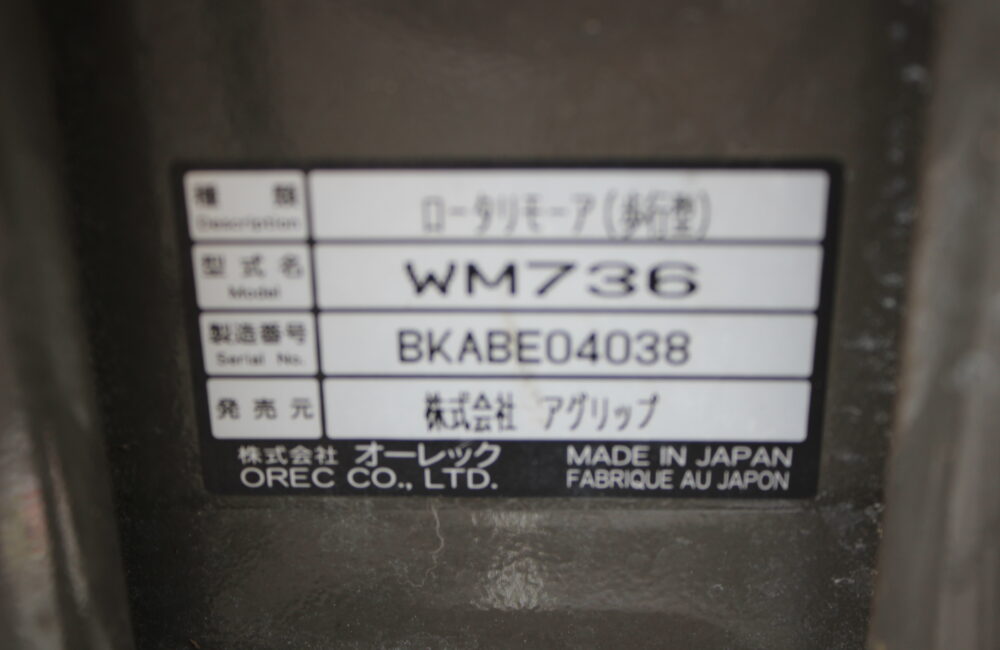 種類 ロータリモーア(歩行型)
Description
型式名 WM736
Model
製造番号 BKABE04038
Serial No.
発売元 株式会社 アグリップ
株式会社 オーレック MADE IN JAPAN
OREC CO., LTD. FABRIQUE AU JAPON